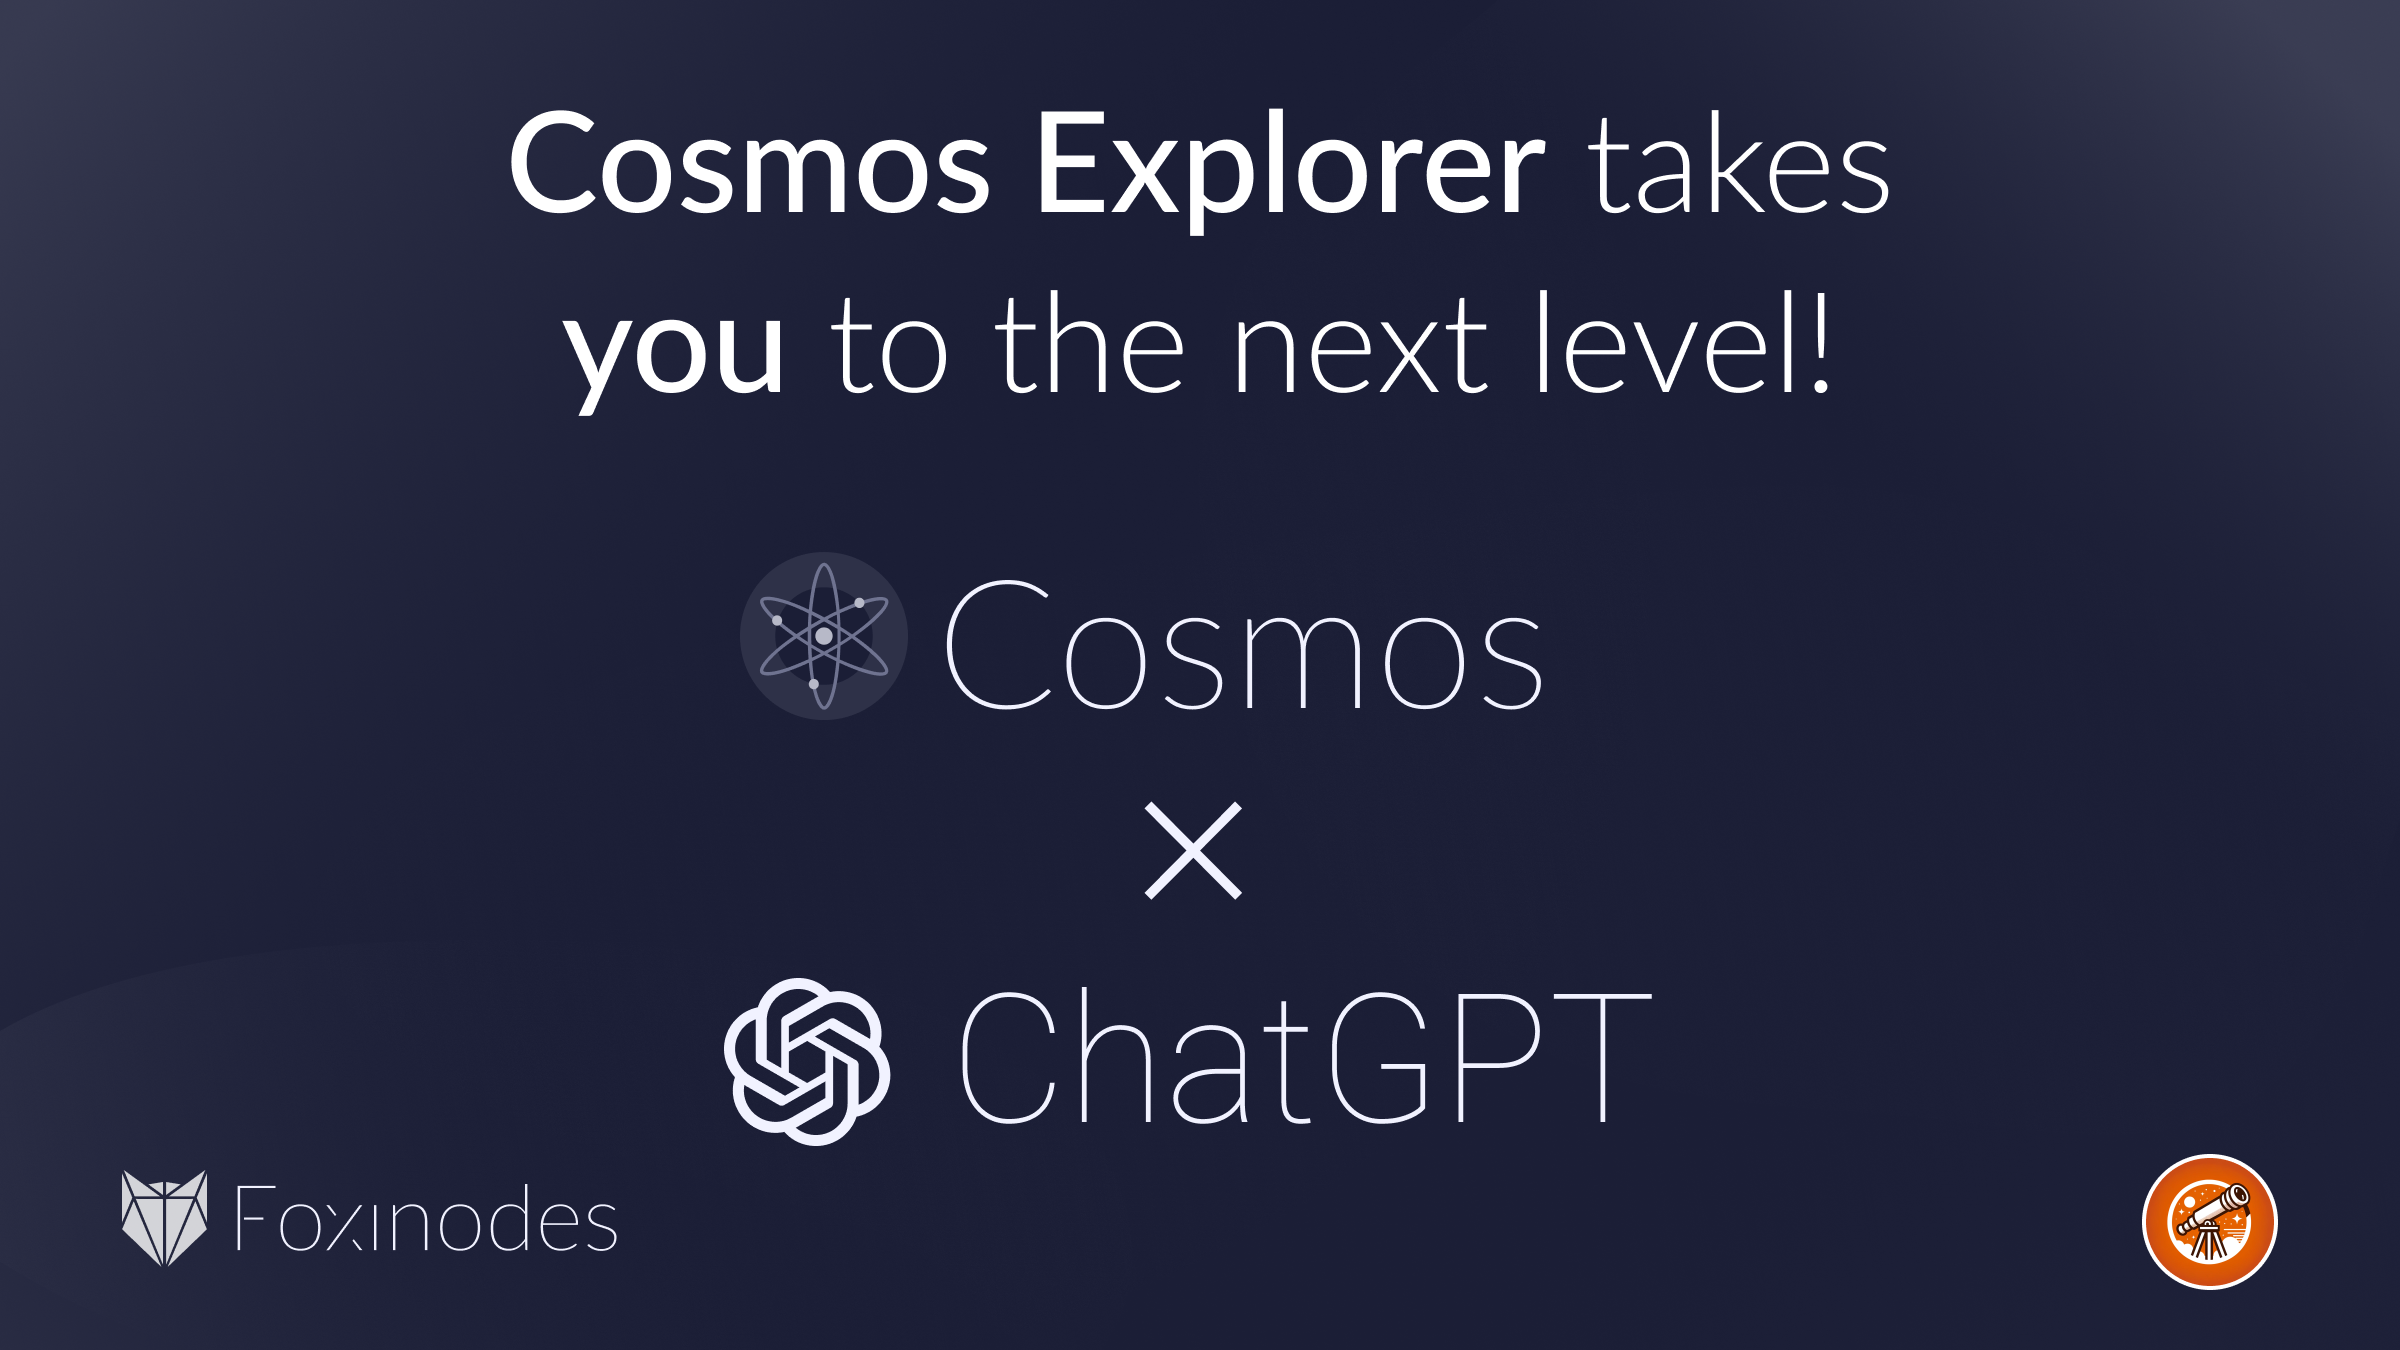 Cosmos Explorer takes
you to the next level!
Cosmos
×
ChatGPT
Foxinodes